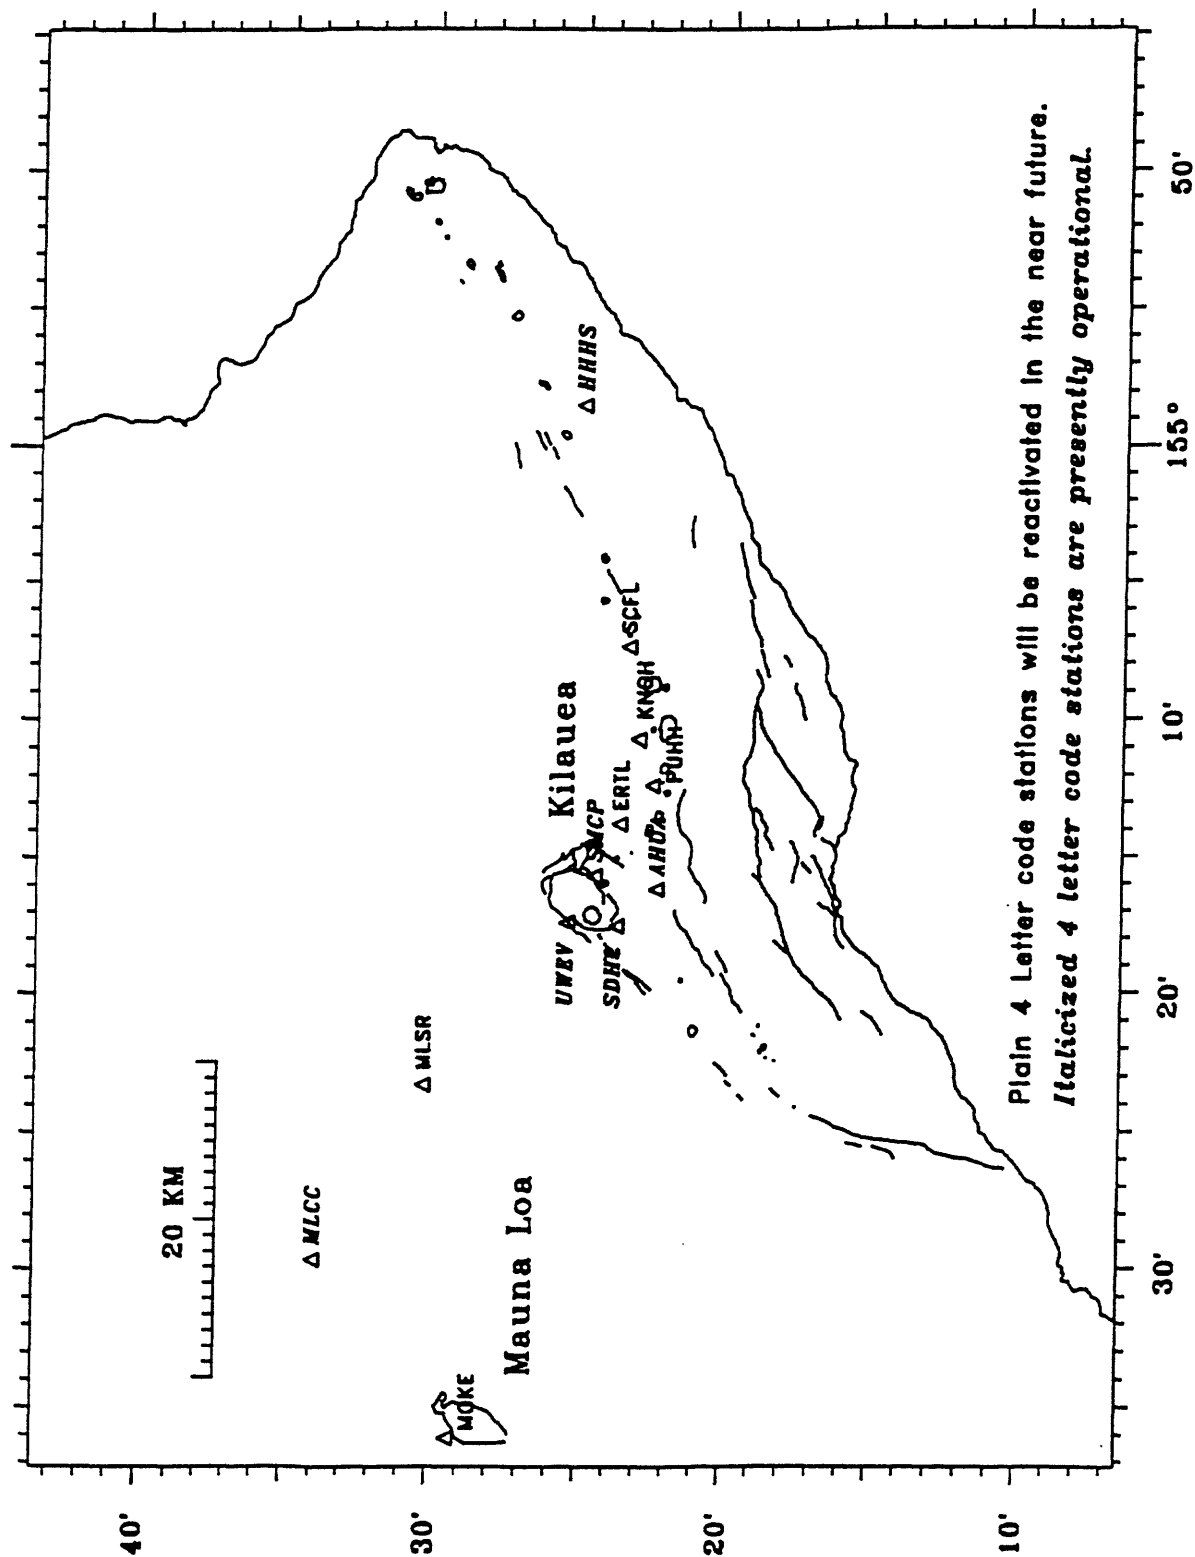 40'
20 KM
MLCC
30'
MLSR
MOKE
Mauna Loa
Kilauea
UWEV
HHHS
ERTL
SCFL
KNGH
AHUA
PUHH
20'
10'
Plain 4 Letter code stations will be reactivated in the near future.
Italicized 4 letter code stations are presently operational.
30'
20'
10'
155°
50'